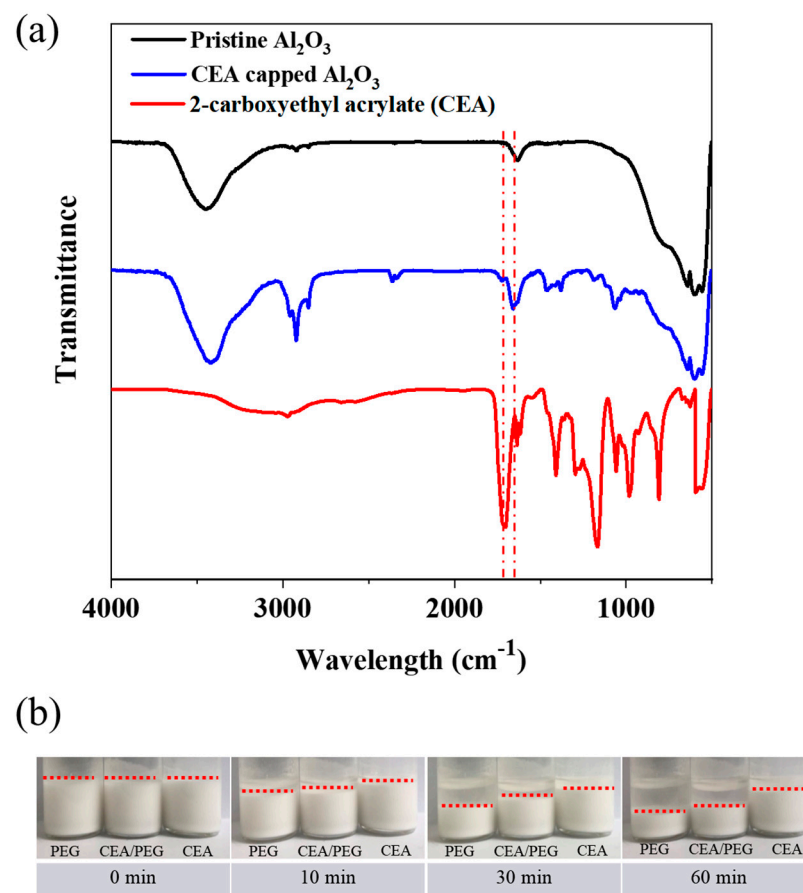 (a)
Pristine Al₂O₃
CEA capped Al₂O₃
2-carboxyethyl acrylate (CEA)
Transmittance
4000 3000 2000 1000
Wavelength (cm⁻¹)
(b)
PEG CEA/PEG CEA PEG CEA/PEG CEA PEG CEA/PEG CEA PEG CEA/PEG CEA
0 min 10 min 30 min 60 min